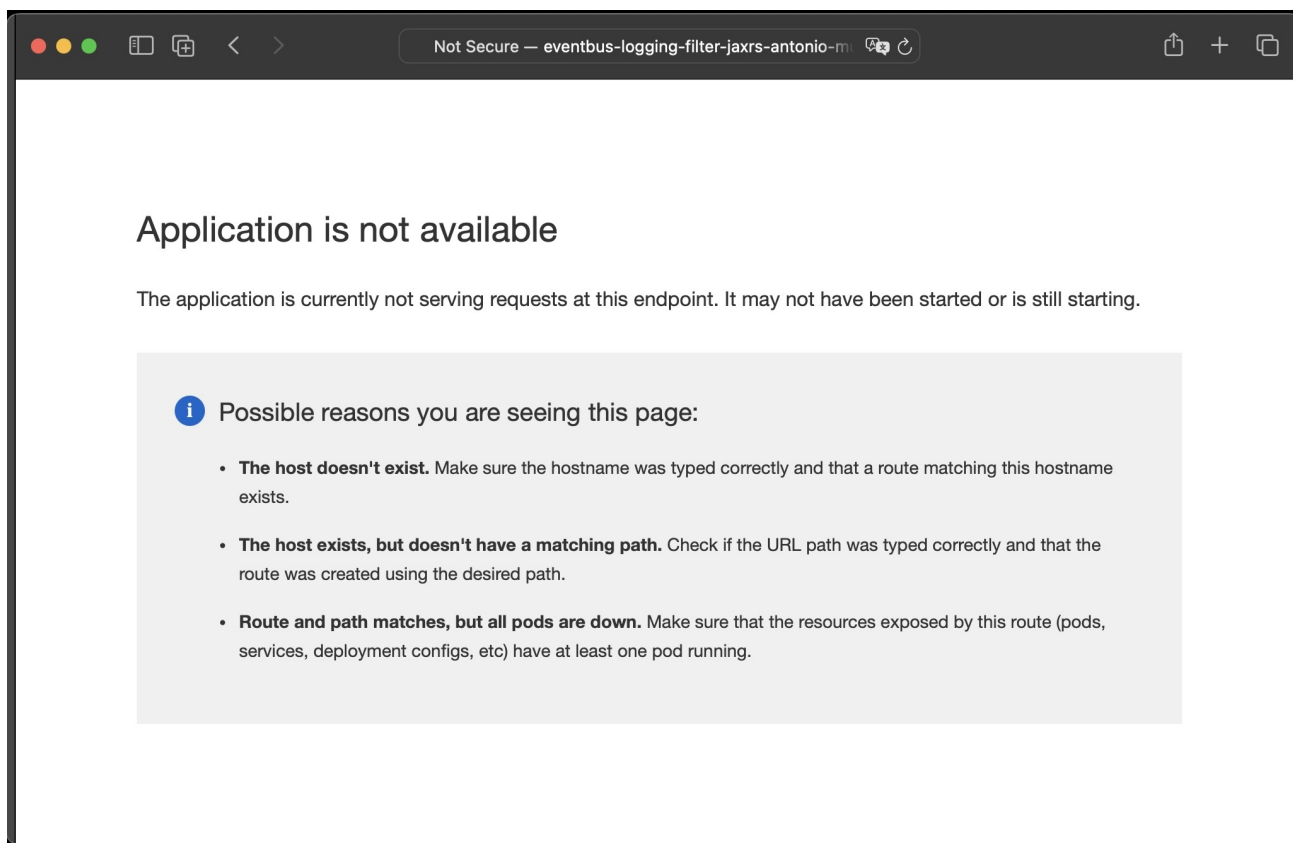 Not Secure — eventbus-logging-filter-jaxrs-antonio-m
Application is not available
The application is currently not serving requests at this endpoint. It may not have been started or is still starting.
i Possible reasons you are seeing this page:
• The host doesn't exist. Make sure the hostname was typed correctly and that a route matching this hostname
exists.
• The host exists, but doesn't have a matching path. Check if the URL path was typed correctly and that the
route was created using the desired path.
• Route and path matches, but all pods are down. Make sure that the resources exposed by this route (pods,
services, deployment configs, etc) have at least one pod running.